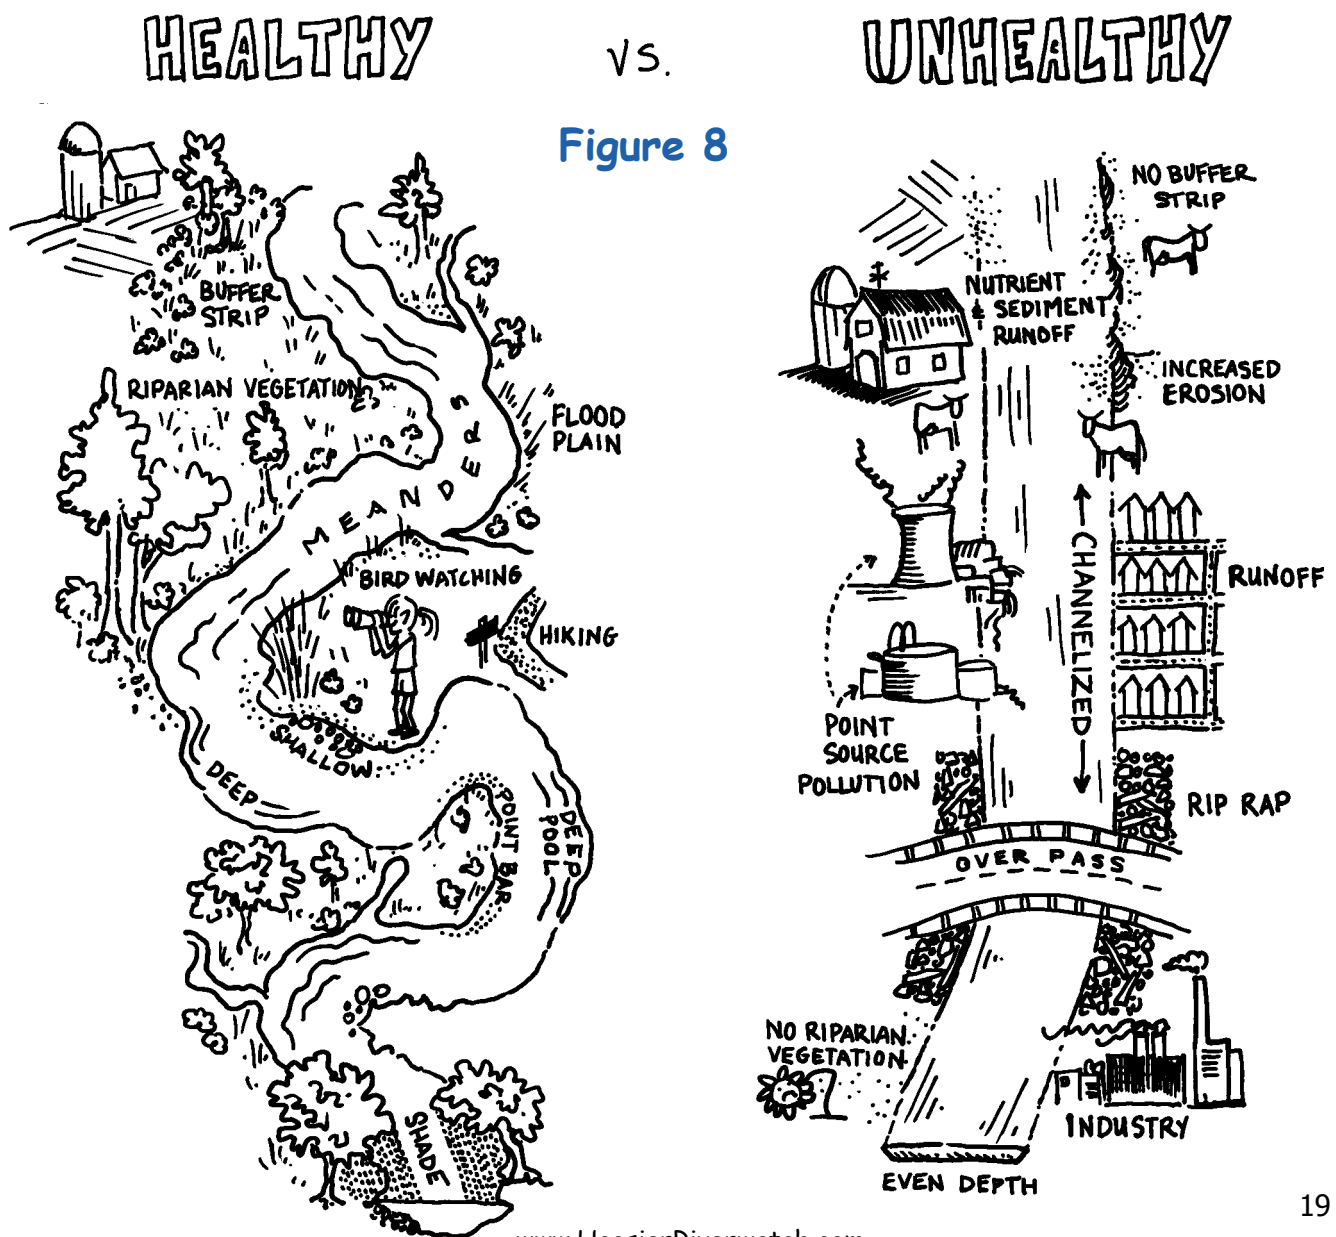 HEALTHY
VS.
UNHEALTHY
Figure 8
BUFFER
STRIP
RIPARIAN VEGETATION
MEANDERS
FLOOD
PLAIN
BIRD WATCHING
HIKING
SHALLOW
DEEP
POINT BAR
DEEP
POOL
SHADE
NO BUFFER
STRIP
NUTRIENT
& SEDIMENT
RUNOFF
INCREASED
EROSION
CHANNELIZED
RUNOFF
POINT
SOURCE
POLLUTION
RIP RAP
OVER PASS
NO RIPARIAN
VEGETATION
INDUSTRY
EVEN DEPTH
19